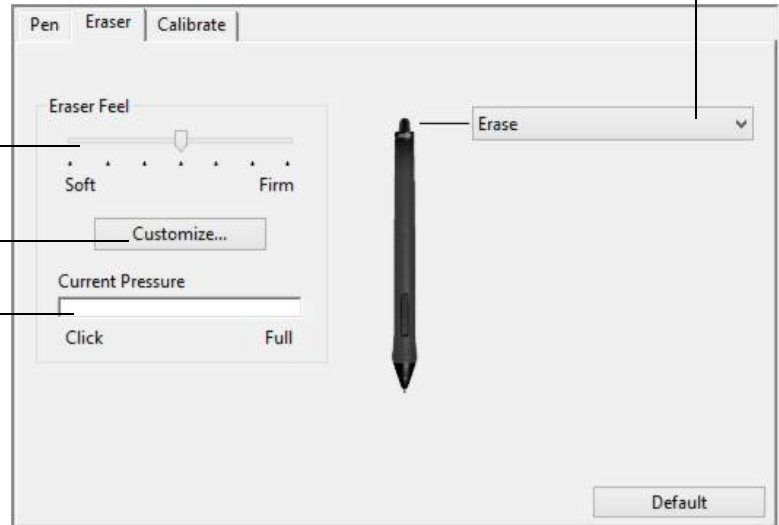 Pen Eraser Calibrate
Eraser Feel
Erase
Soft Firm
Customize...
Current Pressure
Click Full
Default